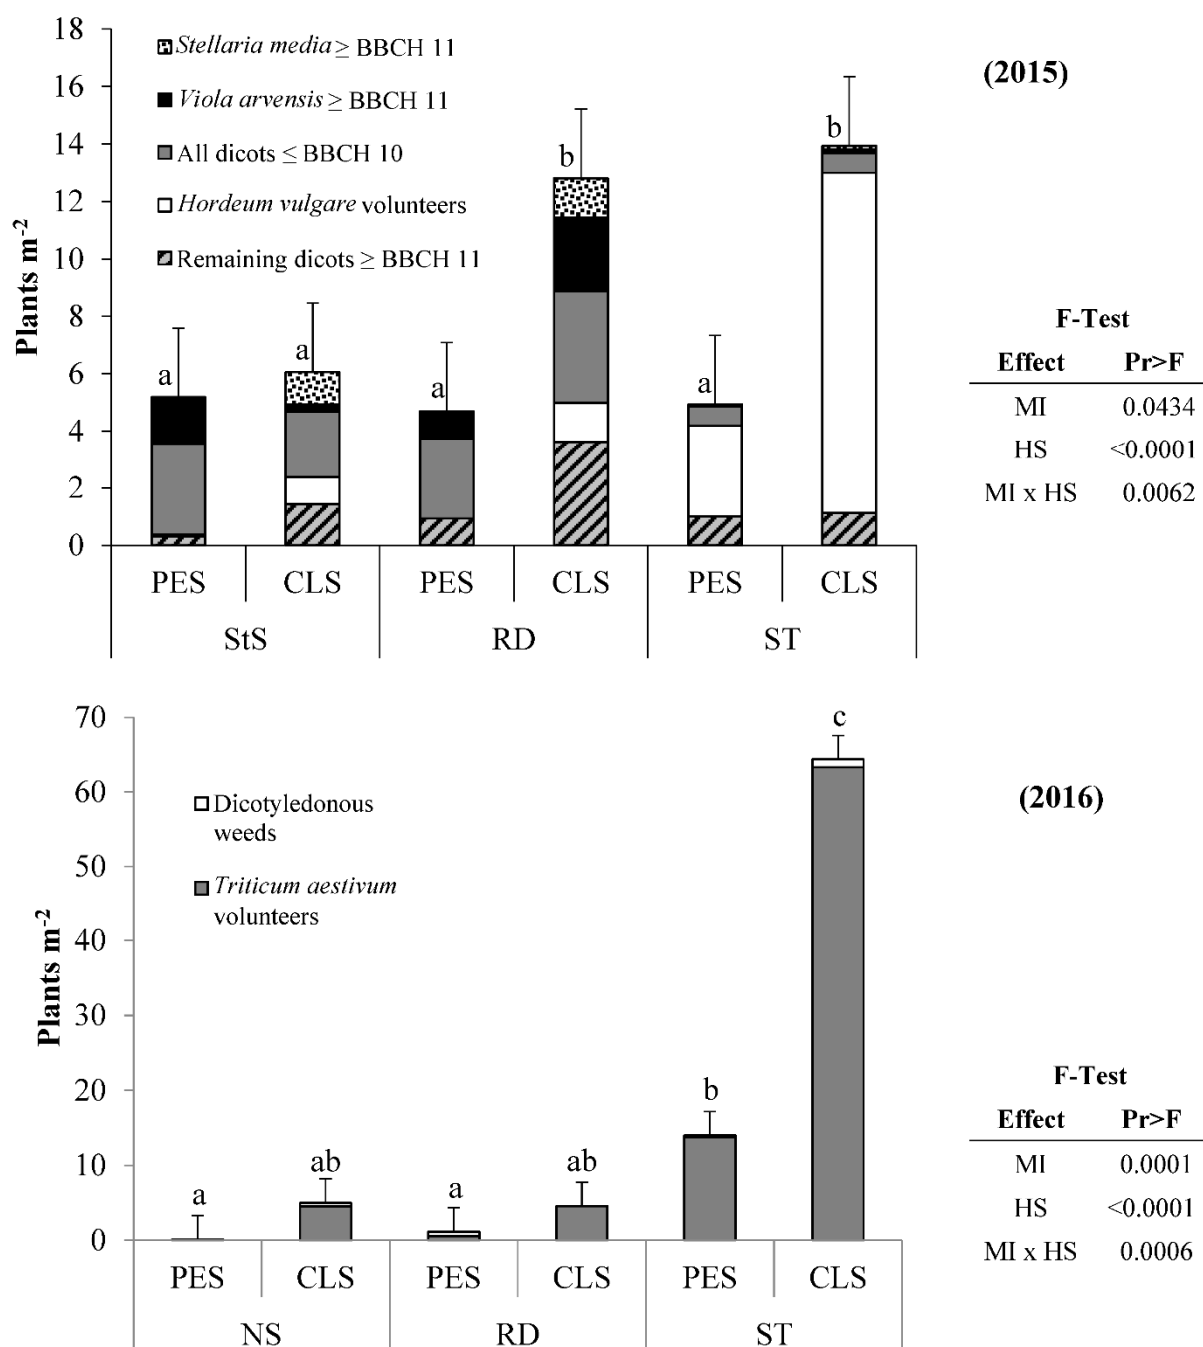 18
16
14
12
10
8
6
4
2
0
Plants m⁻²
Stellaria media ≥ BBCH 11
Viola arvensis ≥ BBCH 11
All dicots ≤ BBCH 10
Hordeum vulgare volunteers
Remaining dicots ≥ BBCH 11
a
a
a
b
a
b
PES CLS PES CLS PES CLS
StS RD ST
(2015)
F-Test
Effect Pr>F
MI 0.0434
HS <0.0001
MI x HS 0.0062
70
60
50
40
30
20
10
0
Plants m⁻²
Dicotyledonous
weeds
Triticum aestivum
volunteers
a
ab
a
ab
b
c
PES CLS PES CLS PES CLS
NS RD ST
(2016)
F-Test
Effect Pr>F
MI 0.0001
HS <0.0001
MI x HS 0.0006